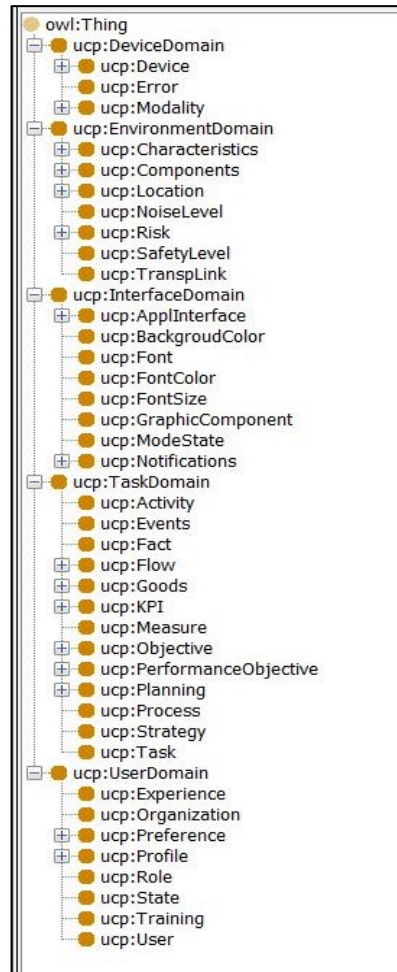 owl:Thing
ucp:DeviceDomain
ucp:Device
ucp:Error
ucp:Modality
ucp:EnvironmentDomain
ucp:Characteristics
ucp:Components
ucp:Location
ucp:NoiseLevel
ucp:Risk
ucp:SafetyLevel
ucp:TranspLink
ucp:InterfaceDomain
ucp:ApplInterface
ucp:BackgroudColor
ucp:Font
ucp:FontColor
ucp:FontSize
ucp:GraphicComponent
ucp:ModeState
ucp:Notifications
ucp:TaskDomain
ucp:Activity
ucp:Events
ucp:Fact
ucp:Flow
ucp:Goods
ucp:KPI
ucp:Measure
ucp:Objective
ucp:PerformanceObjective
ucp:Planning
ucp:Process
ucp:Strategy
ucp:Task
ucp:UserDomain
ucp:Experience
ucp:Organization
ucp:Preference
ucp:Profile
ucp:Role
ucp:State
ucp:Training
ucp:User